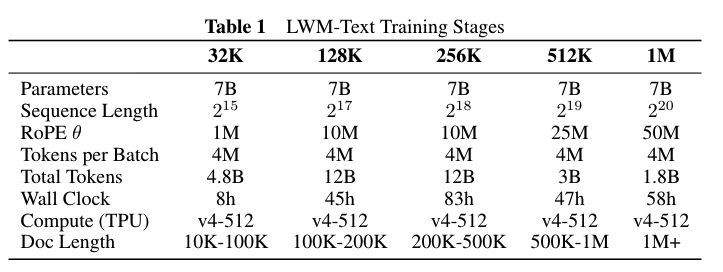 Table 1 LWM-Text Training Stages
32K 128K 256K 512K 1M
Parameters 7B 7B 7B 7B 7B
Sequence Length 2^15 2^17 2^18 2^19 2^20
RoPE θ 1M 10M 10M 25M 50M
Tokens per Batch 4M 4M 4M 4M 4M
Total Tokens 4.8B 12B 12B 3B 1.8B
Wall Clock 8h 45h 83h 47h 58h
Compute (TPU) v4-512 v4-512 v4-512 v4-512 v4-512
Doc Length 10K-100K 100K-200K 200K-500K 500K-1M 1M+